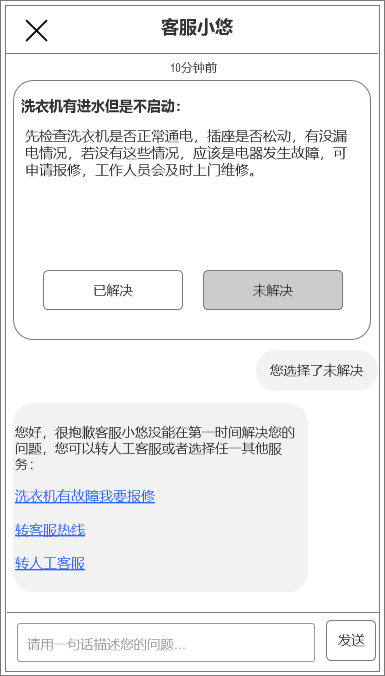 客服小悠
10分钟前
洗衣机有进水但是不启动：
先检查洗衣机是否正常通电，插座是否松动，有没漏
电情况，若没有这些情况，应该是电器发生故障，可
申请报修，工作人员会及时上门维修。
已解决
未解决
您选择了未解决
您好，很抱歉客服小悠没能在第一时间解决您的
问题，您可以转人工客服或者选择任一其他服
务：
洗衣机有故障我要报修
转客服热线
转人工客服
请用一句话描述您的问题...
发送